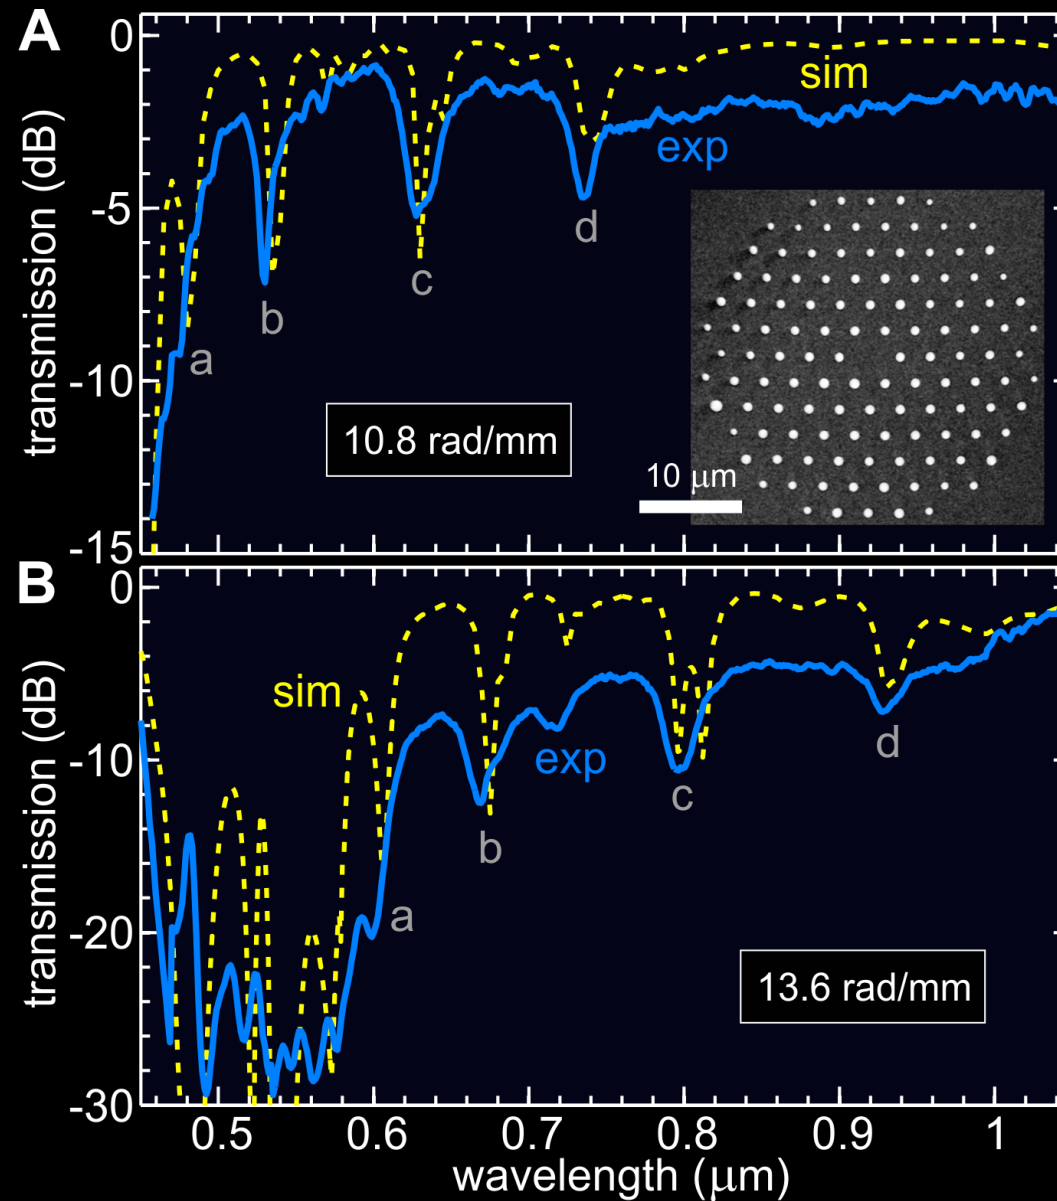 A
0
-5
-10
-15
transmission (dB)
sim
exp
a
b
c
d
10.8 rad/mm
10 μm
B
0
-10
-20
-30
transmission (dB)
sim
exp
a
b
c
d
13.6 rad/mm
0.5 0.6 0.7 0.8 0.9 1
wavelength (μm)